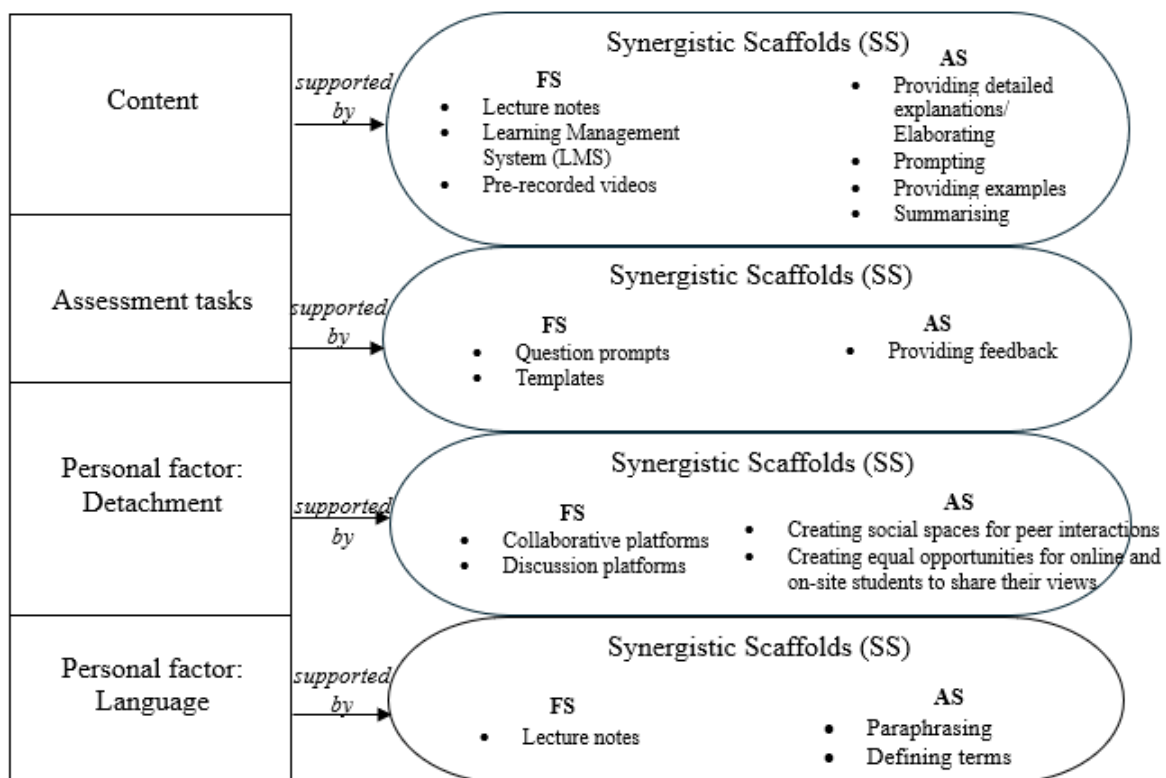 Content
supported
by
Synergistic Scaffolds (SS)
FS
• Lecture notes
• Learning Management
System (LMS)
• Pre-recorded videos
AS
• Providing detailed
explanations/
Elaborating
• Prompting
• Providing examples
• Summarising
Assessment tasks
supported
by
Synergistic Scaffolds (SS)
FS
• Question prompts
• Templates
AS
• Providing feedback
Personal factor:
Detachment
supported
by
Synergistic Scaffolds (SS)
FS
• Collaborative platforms
• Discussion platforms
AS
• Creating social spaces for peer interactions
• Creating equal opportunities for online and
on-site students to share their views
Personal factor:
Language
supported
by
Synergistic Scaffolds (SS)
FS
• Lecture notes
AS
• Paraphrasing
• Defining terms